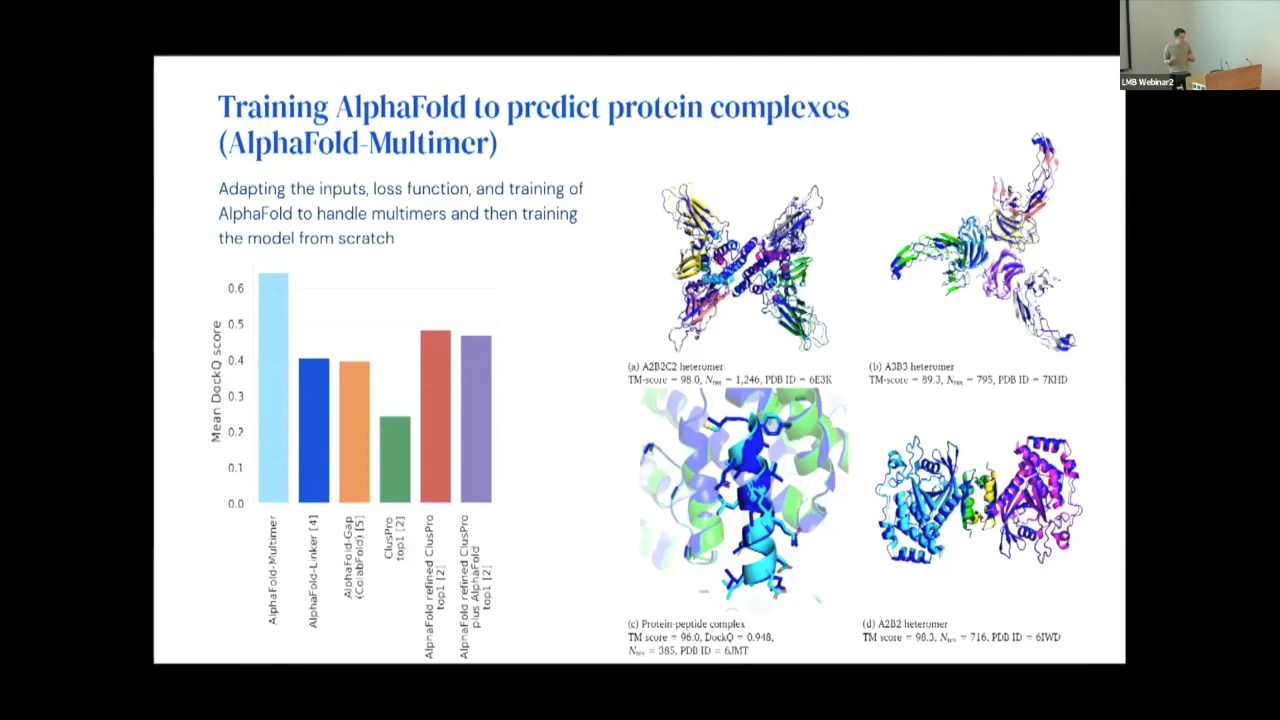 LMB Webinar2
Training AlphaFold to predict protein complexes
(AlphaFold-Multimer)
Adapting the inputs, loss function, and training of
AlphaFold to handle multimers and then training
the model from scratch
Mean DockQ score
0.6
0.5
0.4
0.3
0.2
0.1
0.0
AlphaFold-Multimer
AlphaFold-Linker [4]
AlphaFold-Gap
(ColabFold) [5]
ClusPro
top1 [2]
AlphaFold refined ClusPro
top1 [2]
AlphaFold refined ClusPro
plus AlphaFold
top1 [2]
(a) A2B2C2 heteromer
TM-score = 98.0, Nres = 1,246, PDB ID = 6E3K
(b) A3B3 heteromer
TM-score = 89.3, Nres = 795, PDB ID = 7KHD
(c) Protein-peptide complex
TM score = 96.0, DockQ = 0.948,
Nres = 385, PDB ID = 6JMT
(d) A2B2 heteromer
TM score = 98.3, Nres = 716, PDB ID = 6IWD